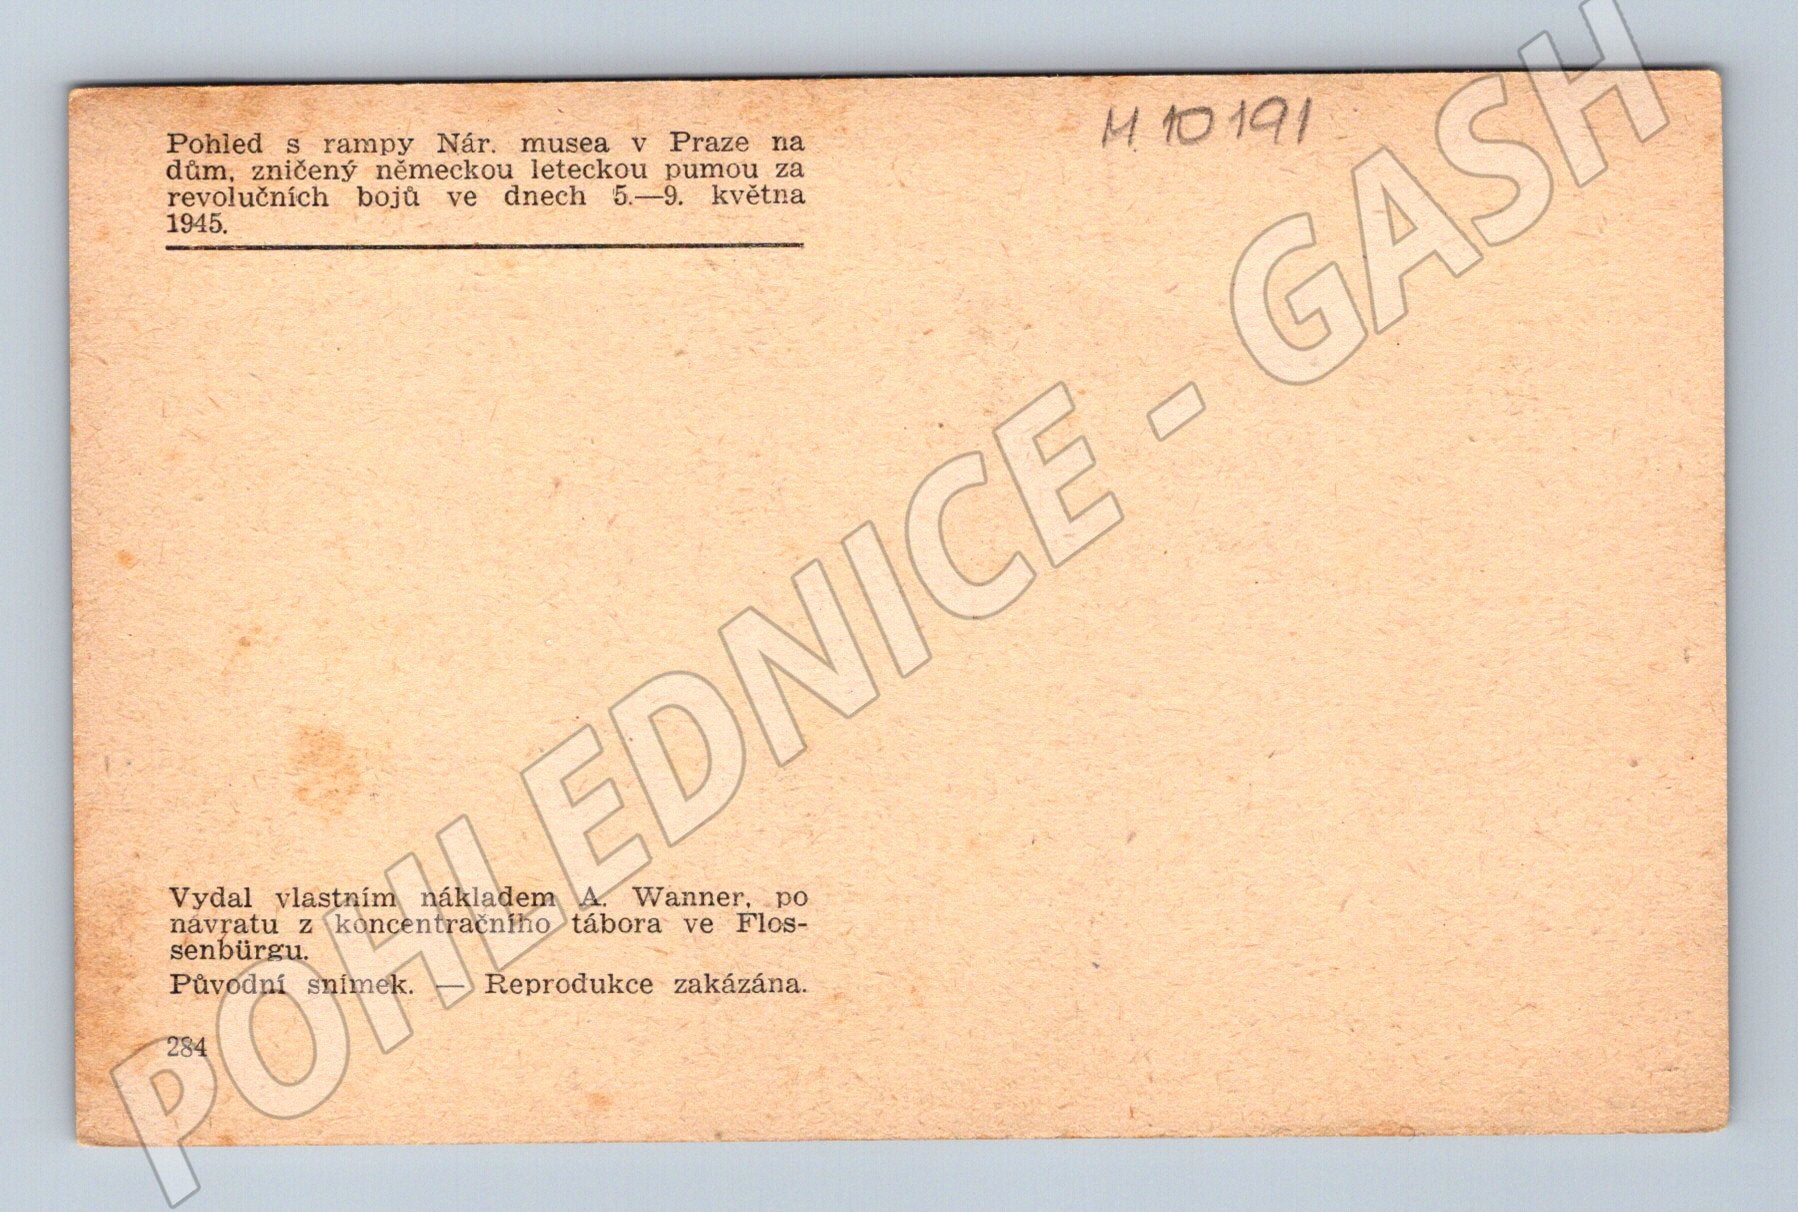 M 10191
Pohled s rampy Nár. musea v Praze na
dům, zničený německou leteckou pumou za
revolučních bojů ve dnech 5.—9. května
1945.
POHLEDNICE - GASH
Vydal vlastním nákladem A. Wanner, po
návratu z koncentračního tábora ve Flos-
senbürgu.
Původní snímek. — Reprodukce zakázána.
284